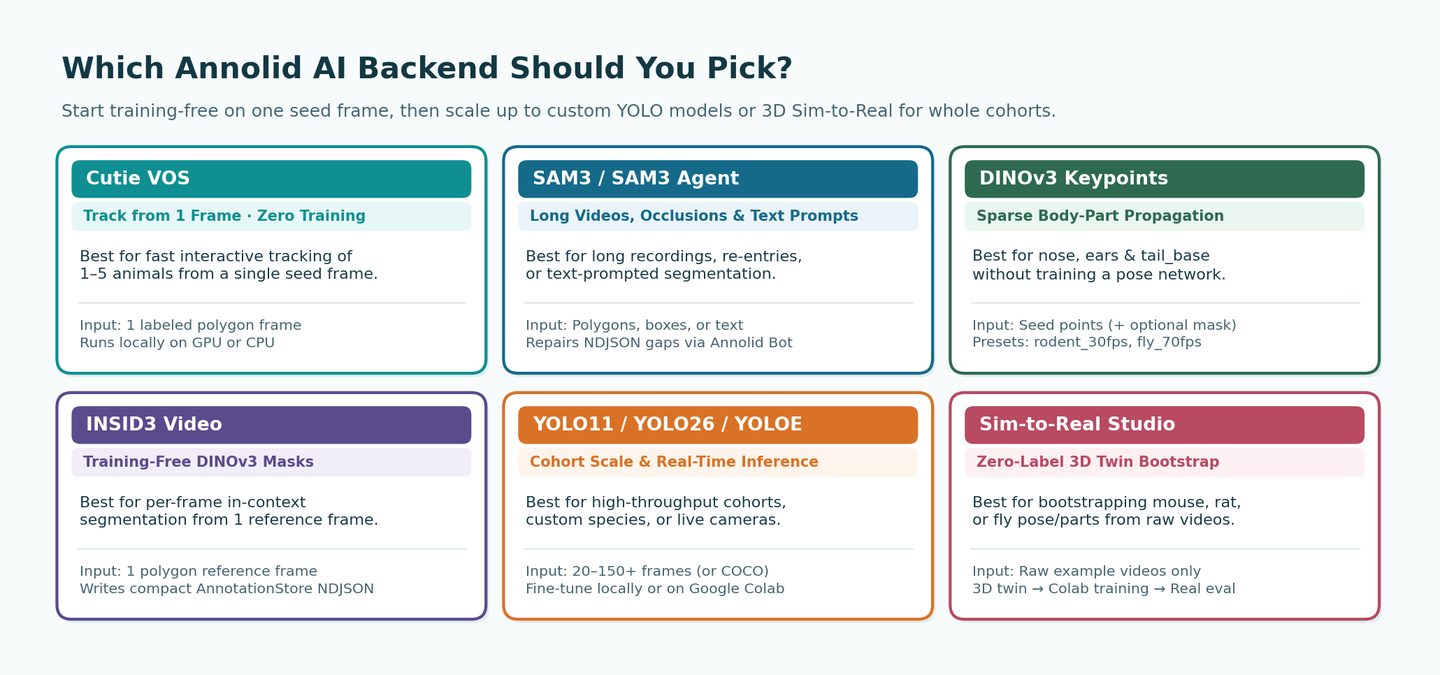 Which Annolid AI Backend Should You Pick?
Start training-free on one seed frame, then scale up to custom YOLO models or 3D Sim-to-Real for whole cohorts.
Cutie VOS
Track from 1 Frame · Zero Training
Best for fast interactive tracking of
1–5 animals from a single seed frame.
Input: 1 labeled polygon frame
Runs locally on GPU or CPU
SAM3 / SAM3 Agent
Long Videos, Occlusions & Text Prompts
Best for long recordings, re-entries,
or text-prompted segmentation.
Input: Polygons, boxes, or text
Repairs NDJSON gaps via Annolid Bot
DINOv3 Keypoints
Sparse Body-Part Propagation
Best for nose, ears & tail_base
without training a pose network.
Input: Seed points (+ optional mask)
Presets: rodent_30fps, fly_70fps
INSID3 Video
Training-Free DINOv3 Masks
Best for per-frame in-context
segmentation from 1 reference frame.
Input: 1 polygon reference frame
Writes compact AnnotationStore NDJSON
YOLO11 / YOLO26 / YOLOE
Cohort Scale & Real-Time Inference
Best for high-throughput cohorts,
custom species, or live cameras.
Input: 20–150+ frames (or COCO)
Fine-tune locally or on Google Colab
Sim-to-Real Studio
Zero-Label 3D Twin Bootstrap
Best for bootstrapping mouse, rat,
or fly pose/parts from raw videos.
Input: Raw example videos only
3D twin → Colab training → Real eval